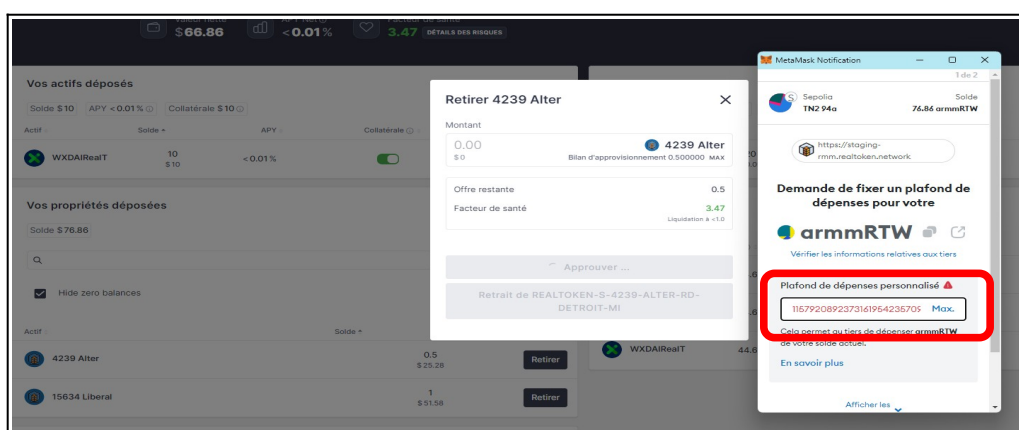 $66.86
<0.01%
3.47 DÉTAILS DES RISQUES
Vos actifs déposés
Solde $10 APY <0.01% Collatérale $10
Actif Solde APY Collatérale
WXDAIRealT 10 <0.01%
$10
Vos propriétés déposées
Solde $76.86
Hide zero balances
Actif Solde
4239 Alter 0.5 Retirer
$25.28
15634 Liberal 1 Retirer
$51.58
Retirer 4239 Alter
Montant
0.00 4239 Alter
$0 Bilan d'approvisionnement 0.500000 MAX
Offre restante 0.5
Facteur de santé 3.47
Liquidation à <1.0
Approuver ...
Retrait de REALTOKEN-S-4239-ALTER-RD-
DETROIT-MI
WXDAIRealT
MetaMask Notification
1 de 2
Sepolia Solde
TN2 94a 76.86 armmRTW
https://staging-
rmm.realtoken.network
Demande de fixer un plafond de
dépenses pour votre
armmRTW
Vérifier les informations relatives aux tiers
Plafond de dépenses personnalisé
115792089237316195423570 Max.
Cela permet au tiers de dépenser armmRTW
de votre solde actuel.
En savoir plus
Afficher les